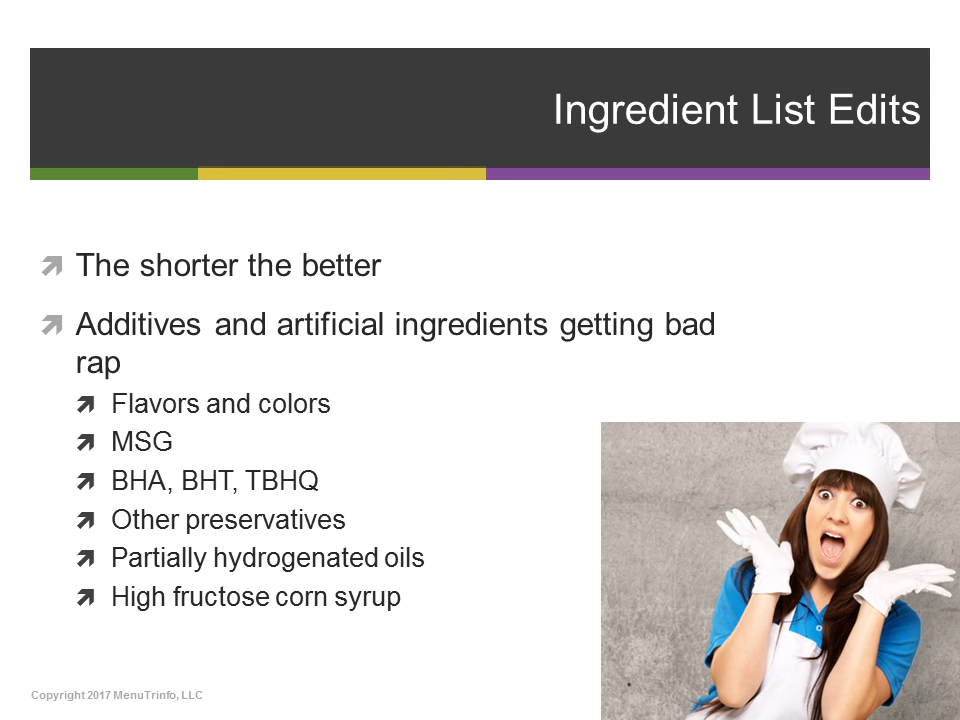 Ingredient List Edits
The shorter the better
Additives and artificial ingredients getting bad
rap
Flavors and colors
MSG
BHA, BHT, TBHQ
Other preservatives
Partially hydrogenated oils
High fructose corn syrup
Copyright 2017 MenuTrinfo, LLC